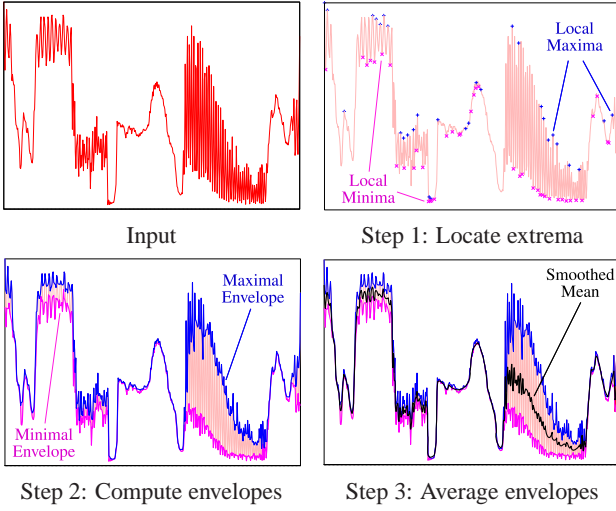 Local
Maxima
Local
Minima
Input
Step 1: Locate extrema
Maximal
Envelope
Minimal
Envelope
Smoothed
Mean
Step 2: Compute envelopes
Step 3: Average envelopes